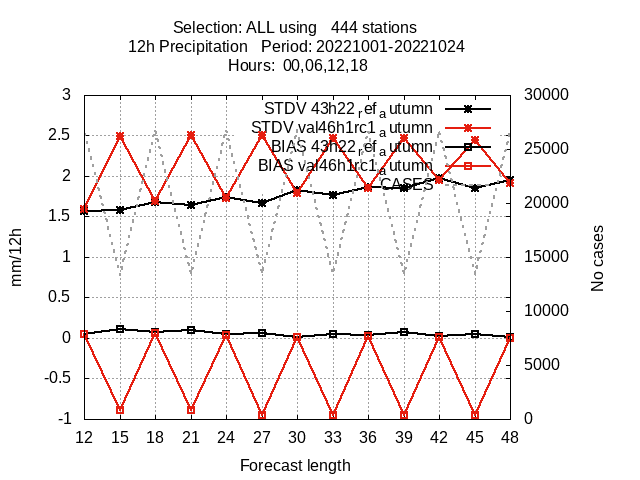 Selection: ALL using 444 stations
12h Precipitation Period: 20221001-20221024
Hours: 00,06,12,18
3 30000
STDV 43h22_ref_autumn
STDV val46h1rc1_autumn
2.5 25000
BIAS 43h22_ref_autumn
BIAS val46h1rc1_autumn
2 CASES
1.5 20000
1 15000
0.5 10000
0 5000
-0.5
-1 0
mm/12h
No cases
12 15 18 21 24 27 30 33 36 39 42 45 48
Forecast length